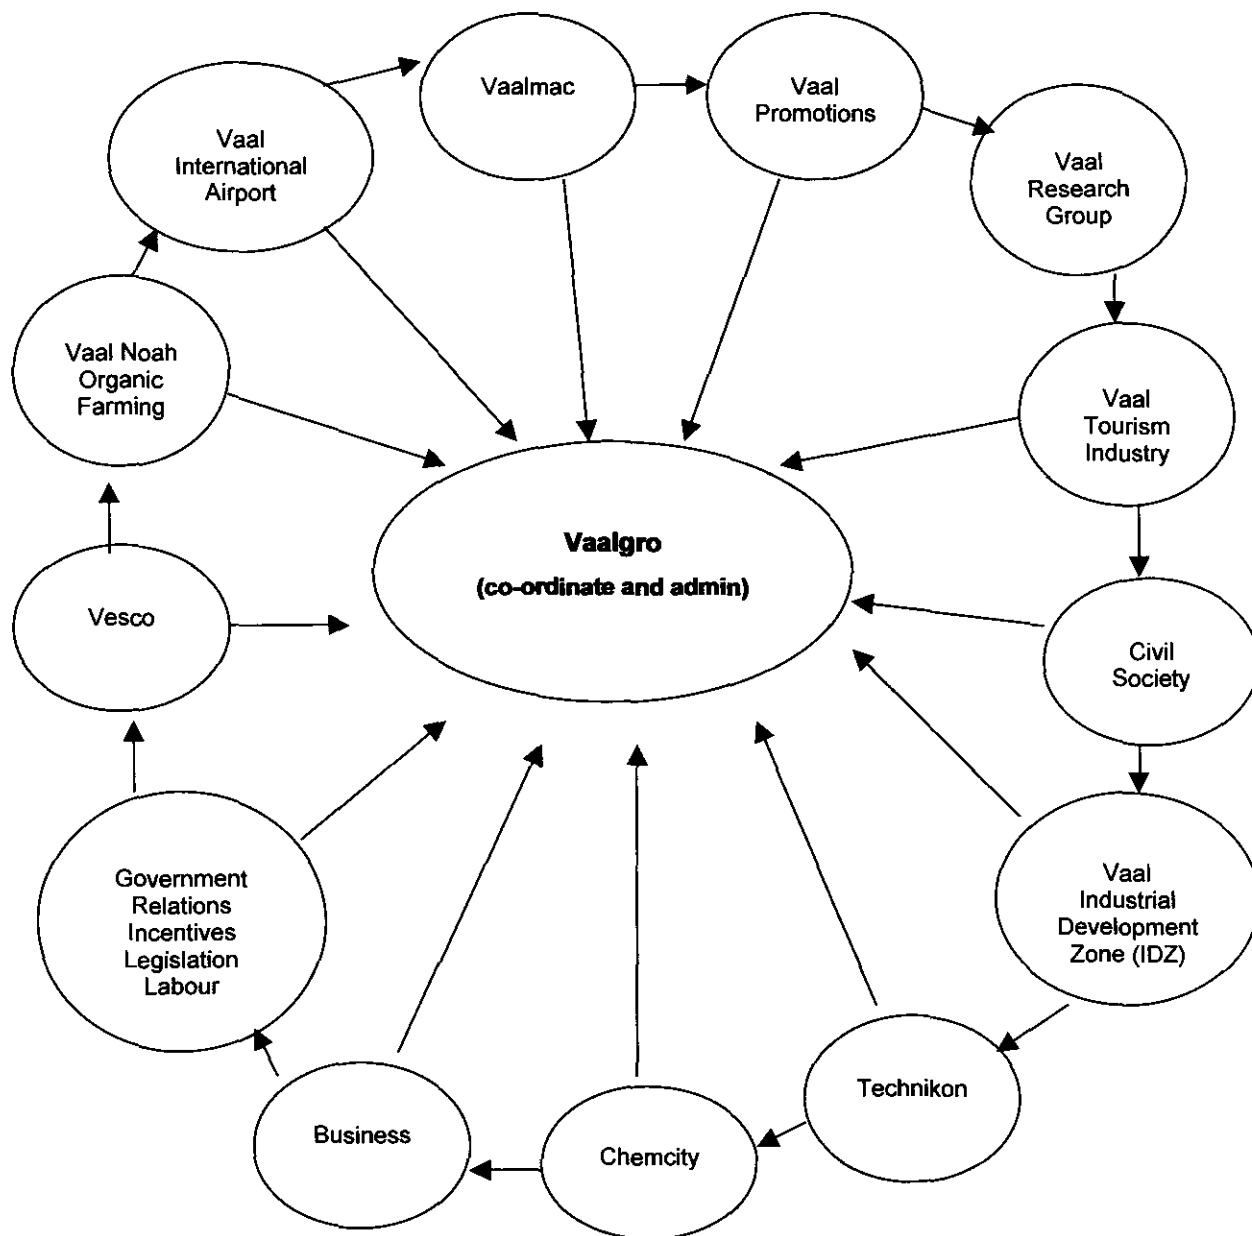 Vaalmac
Vaal
Promotions
Vaal
International
Airport
Vaal
Research
Group
Vaal Noah
Organic
Farming
Vaal
Tourism
Industry
Vaalgro
(co-ordinate and admin)
Vesco
Civil
Society
Government
Relations
Incentives
Legislation
Labour
Vaal
Industrial
Development
Zone (IDZ)
Technikon
Business
Chemcity